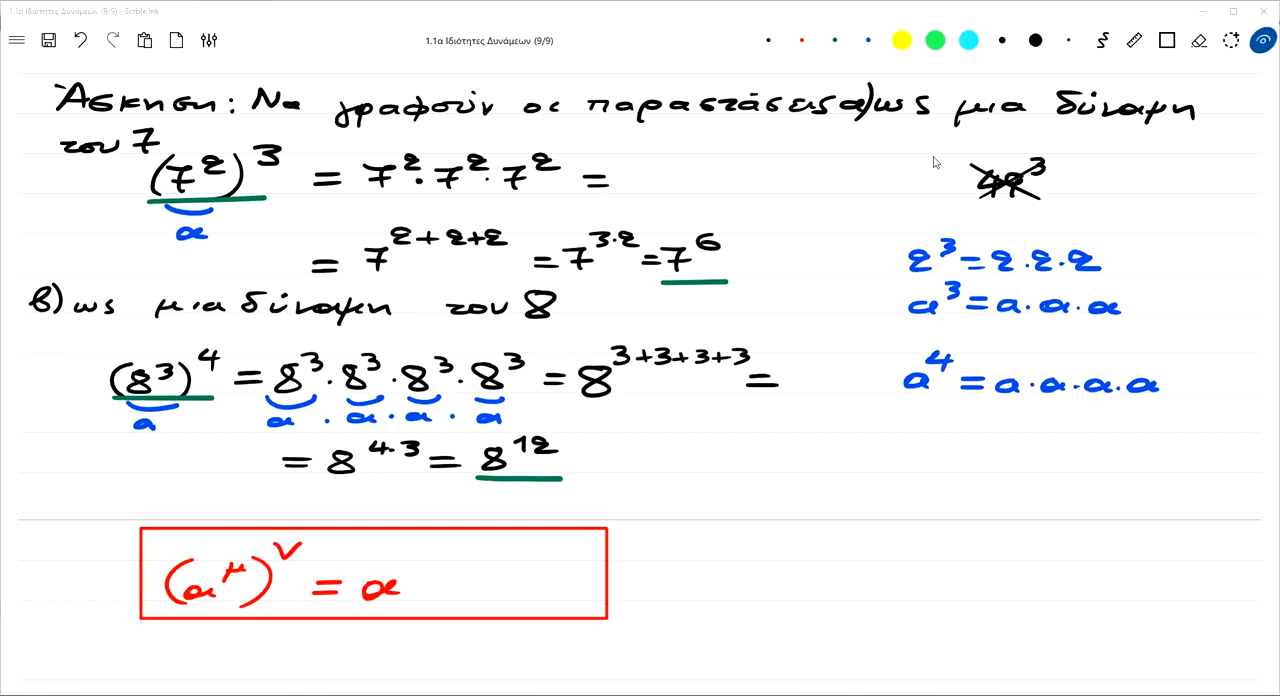 1.1α Ιδιότητες Δυνάμεων (9/9) - Scrble Ink
1.1α Ιδιότητες Δυνάμεων (9/9)
Άσκηση: Να γραφούν οι παραστάσεις α) ως μια δύναμη
του 7
(7²)³ = 7² · 7² · 7² =
α
49³
= 7²⁺²⁺² = 7³·² = 7⁶
2³ = 2·2·2
β) ως μια δύναμη του 8
α³ = α·α·α
(8³)⁴ = 8³ · 8³ · 8³ · 8³ = 8³⁺³⁺³⁺³ =
α⁴ = α·α·α·α
α α · α · α · α
= 8⁴·³ = 8¹²
(α^μ)^ν = α